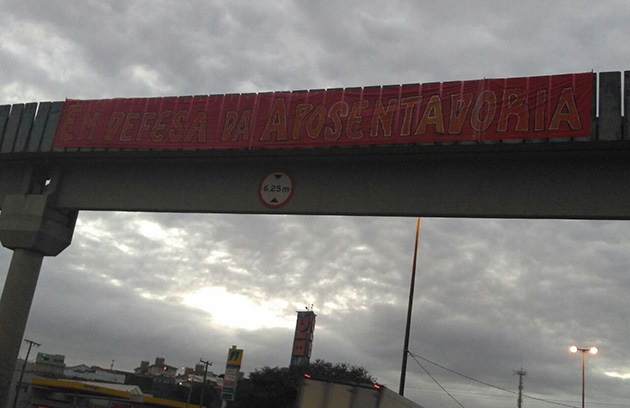 EM DEFESA DA APOSENTADORIA
6,25m